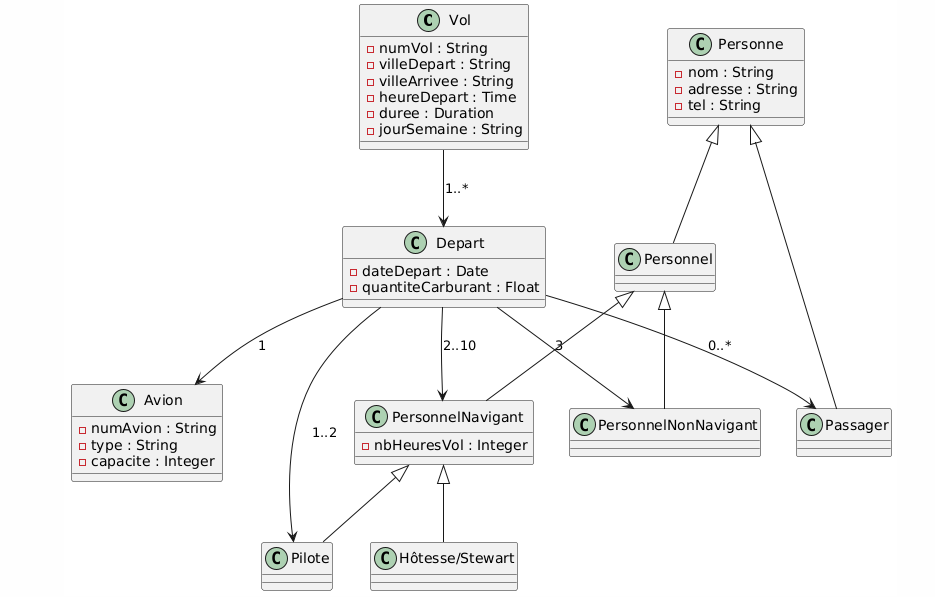 C Vol
numVol : String
villeDepart : String
villeArrivee : String
heureDepart : Time
duree : Duration
jourSemaine : String
C Personne
nom : String
adresse : String
tel : String
1..*
C Depart
dateDepart : Date
quantiteCarburant : Float
C Personnel
1
2..10
3
0..*
C Avion
numAvion : String
type : String
capacite : Integer
1..2
C PersonnelNavigant
nbHeuresVol : Integer
C PersonnelNonNavigant
C Passager
C Pilote
C Hôtesse/Stewart